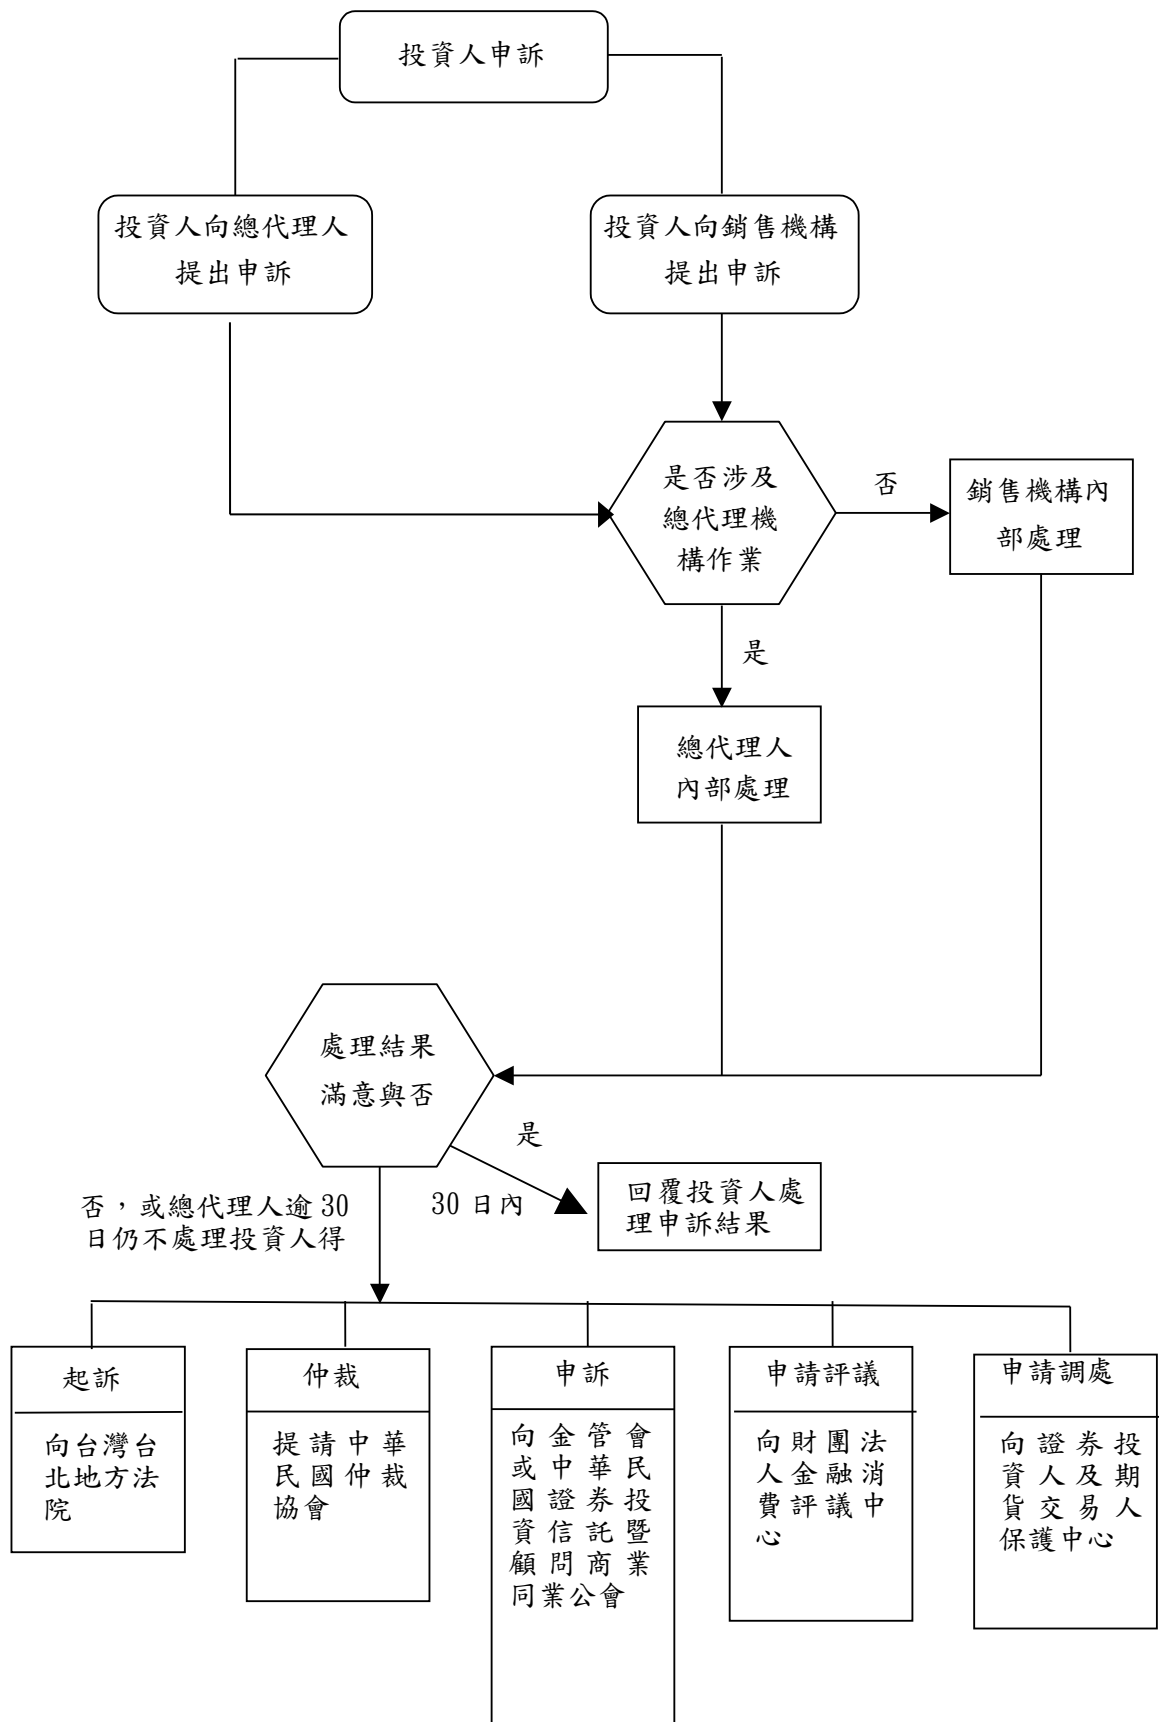 投資人申訴
投資人向總代理人
提出申訴
投資人向銷售機構
提出申訴
是否涉及
總代理機
構作業
否
銷售機構內
部處理
是
總代理人
內部處理
處理結果
滿意與否
是
30 日內
回覆投資人處
理申訴結果
否，或總代理人逾 30
日仍不處理投資人得
起訴
向台灣台
北地方法
院
仲裁
提請中華
民國仲裁
協會
申訴
向金管會
或中華民
國證券投
資信託暨
顧問商業
同業公會
申請評議
向財團法
人金融消
費評議中
心
申請調處
向證券投
資人及期
貨交易人
保護中心